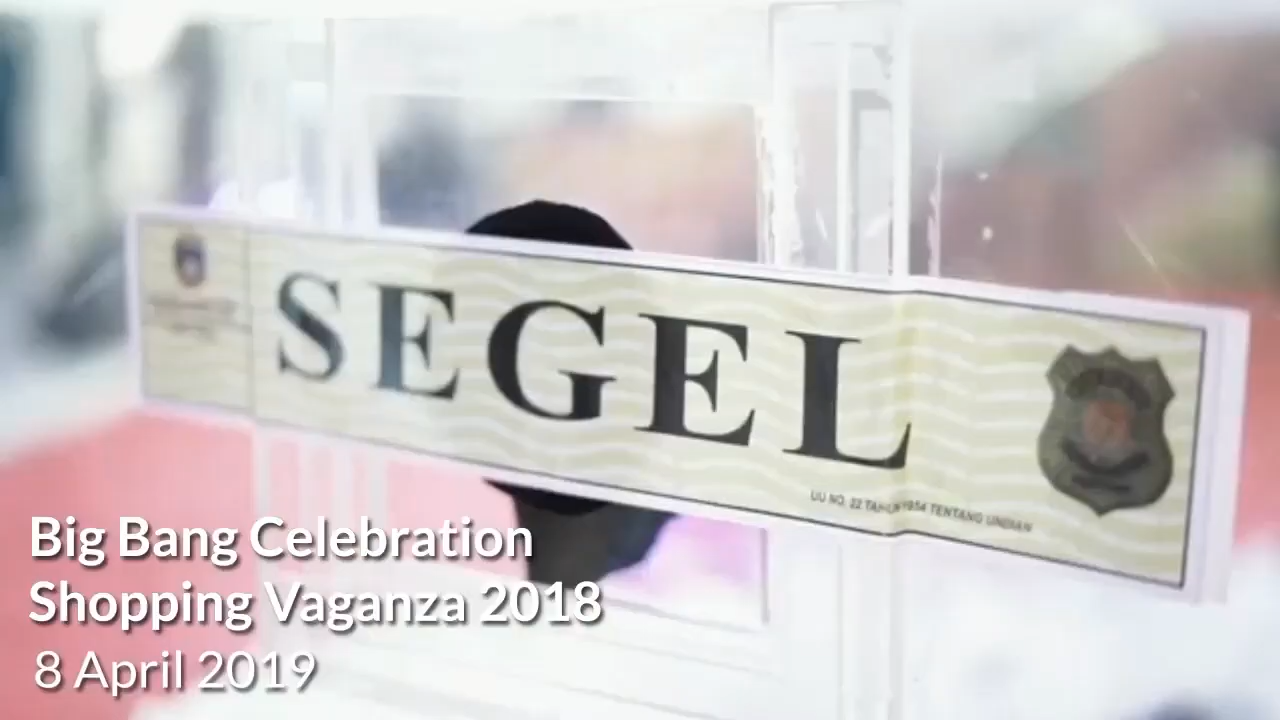 SEGEL
UU NO. 22 TAHUN 1954 TENTANG UNDIAN
Big Bang Celebration
Shopping Vaganza 2018
8 April 2019